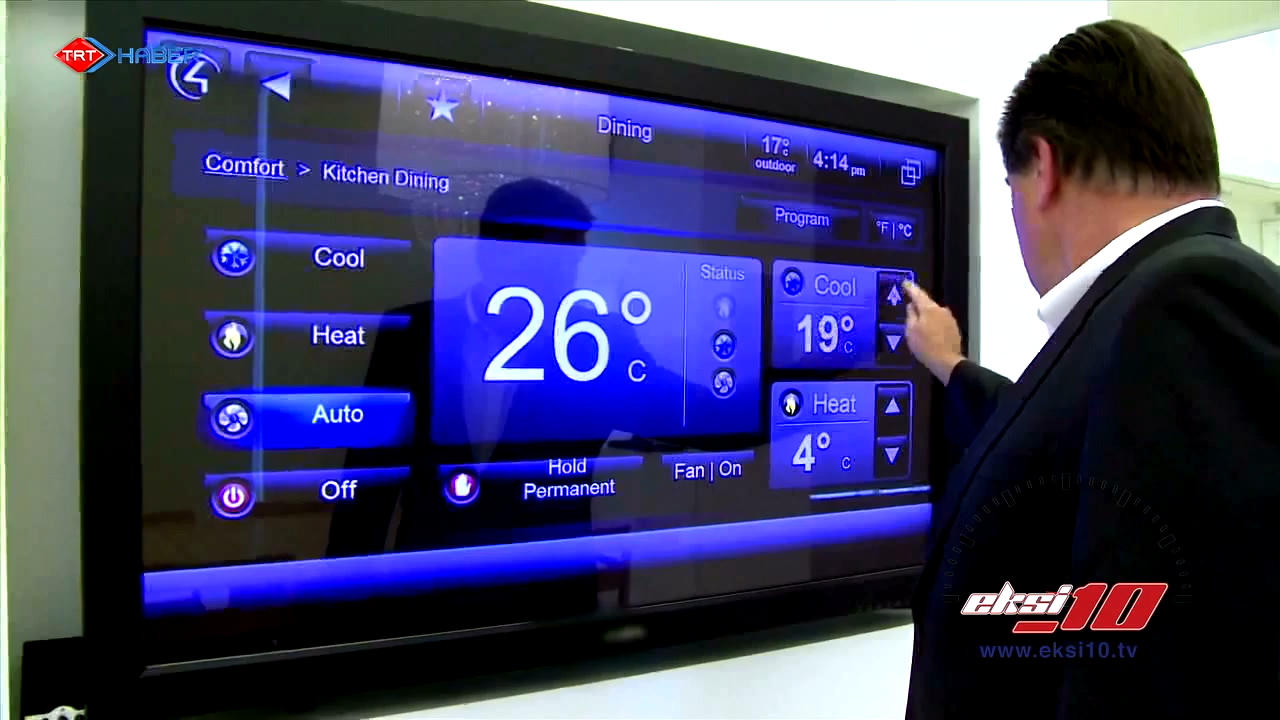 TRT HABER
Dining
17°C
outdoor
4:14 pm
Comfort > Kitchen Dining
Program
°F | °C
Cool
Heat
Auto
Off
26° C
Status
Cool
19° C
Heat
4° C
Hold
Permanent
Fan | On
eksi10
www.eksi10.tv